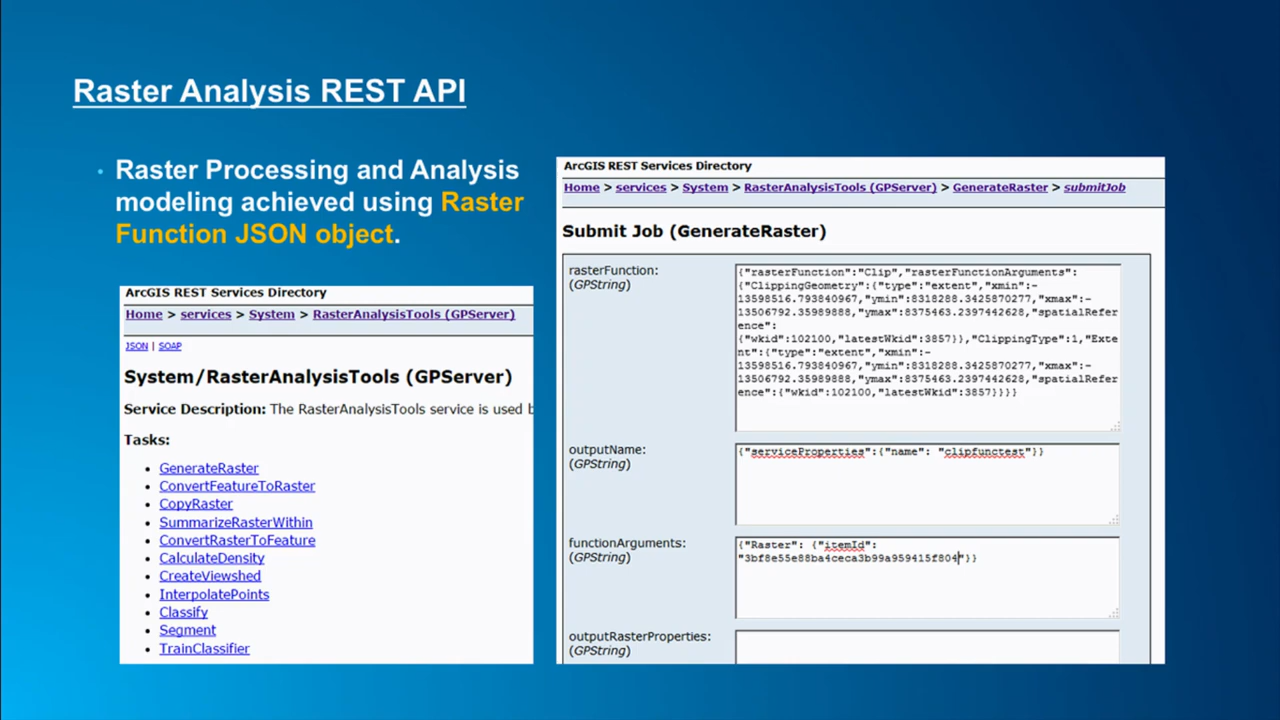 Raster Analysis REST API
• Raster Processing and Analysis
modeling achieved using Raster
Function JSON object.
ArcGIS REST Services Directory
Home > services > System > RasterAnalysisTools (GPServer)
JSON | SOAP
System/RasterAnalysisTools (GPServer)
Service Description: The RasterAnalysisTools service is used b
Tasks:
• GenerateRaster
• ConvertFeatureToRaster
• CopyRaster
• SummarizeRasterWithin
• ConvertRasterToFeature
• CalculateDensity
• CreateViewshed
• InterpolatePoints
• Classify
• Segment
• TrainClassifier
ArcGIS REST Services Directory
Home > services > System > RasterAnalysisTools (GPServer) > GenerateRaster > submitJob
Submit Job (GenerateRaster)
rasterFunction:
(GPString)
{"rasterFunction":"Clip","rasterFunctionArguments":
{"ClippingGeometry":{"type":"extent","xmin":-
13598516.793840967,"ymin":8318288.3425870277,"xmax":-
13506792.35989888,"ymax":8375463.2397442628,"spatialRefer
ence":
{"wkid":102100,"latestWkid":3857}},"ClippingType":1,"Exte
nt":{"type":"extent","xmin":-
13598516.793840967,"ymin":8318288.3425870277,"xmax":-
13506792.35989888,"ymax":8375463.2397442628,"spatialRefer
ence":{"wkid":102100,"latestWkid":3857}}}}
outputName:
(GPString)
{"serviceProperties":{"name": "clipfunctest"}}
functionArguments:
(GPString)
{"Raster": {"itemId":
"3bf8e55e88ba4ceca3b99a959415f804"}}
outputRasterProperties:
(GPString)